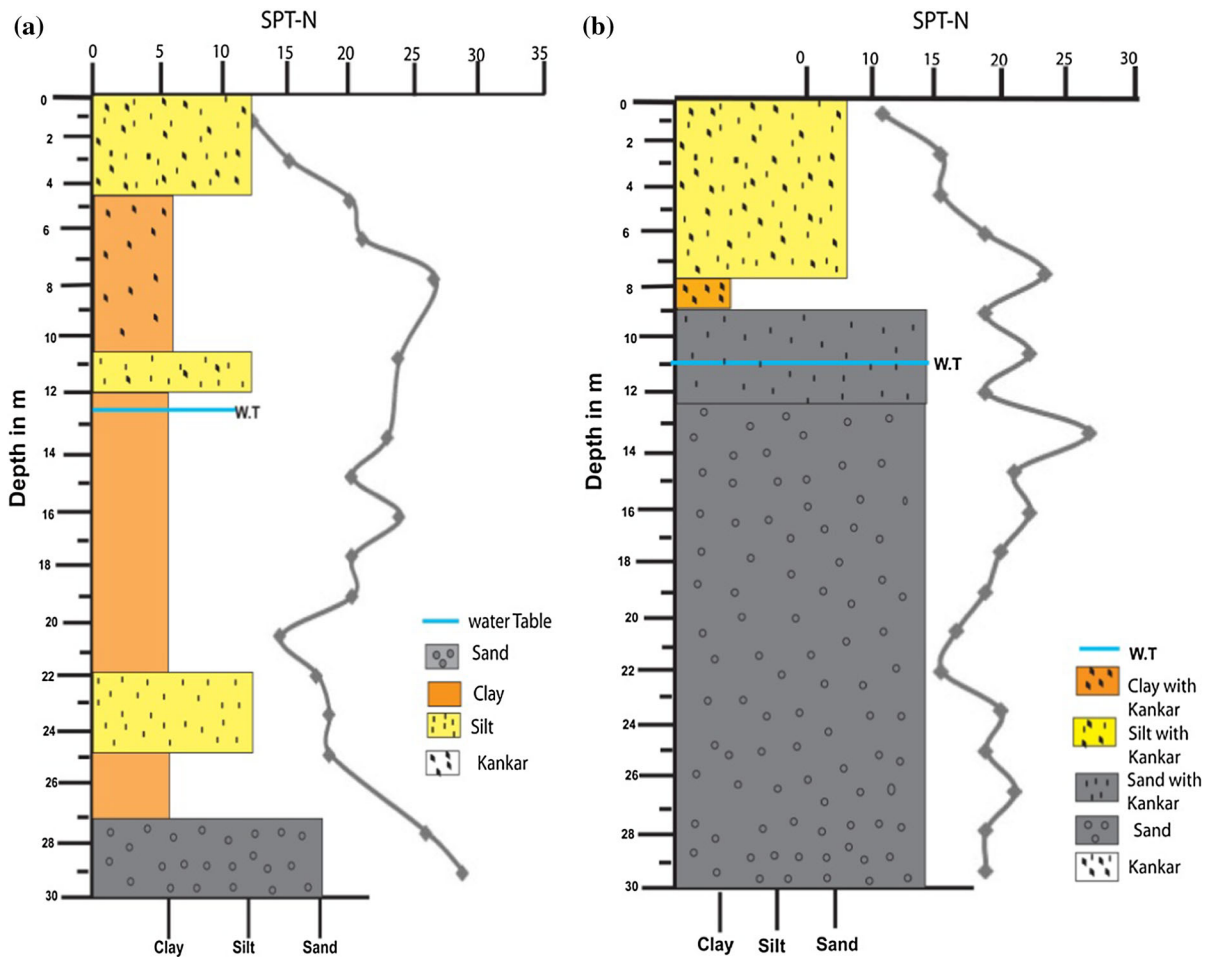 (a)
SPT-N
0 5 10 15 20 25 30 35
0
2
4
6
8
10
12
14
16
18
20
22
24
26
28
30
Depth in m
W.T
water Table
Sand
Clay
Silt
Kankar
Clay Silt Sand
(b)
SPT-N
0 10 15 20 25 30
0
2
4
6
8
10
12
14
16
18
20
22
24
26
28
30
Depth in m
W.T
W.T
Clay with
Kankar
Silt with
Kankar
Sand with
Kankar
Sand
Kankar
Clay Silt Sand